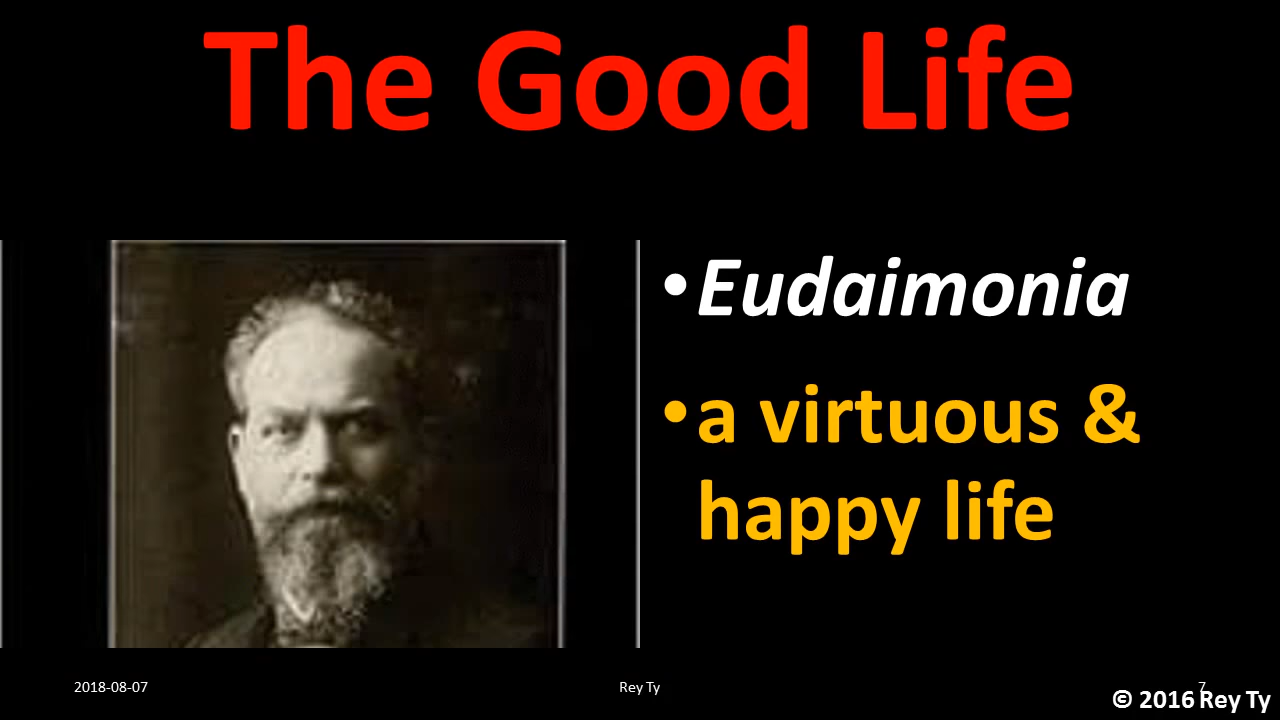 The Good Life
•Eudaimonia
•a virtuous &
happy life
2018-08-07
Rey Ty
7
© 2016 Rey Ty